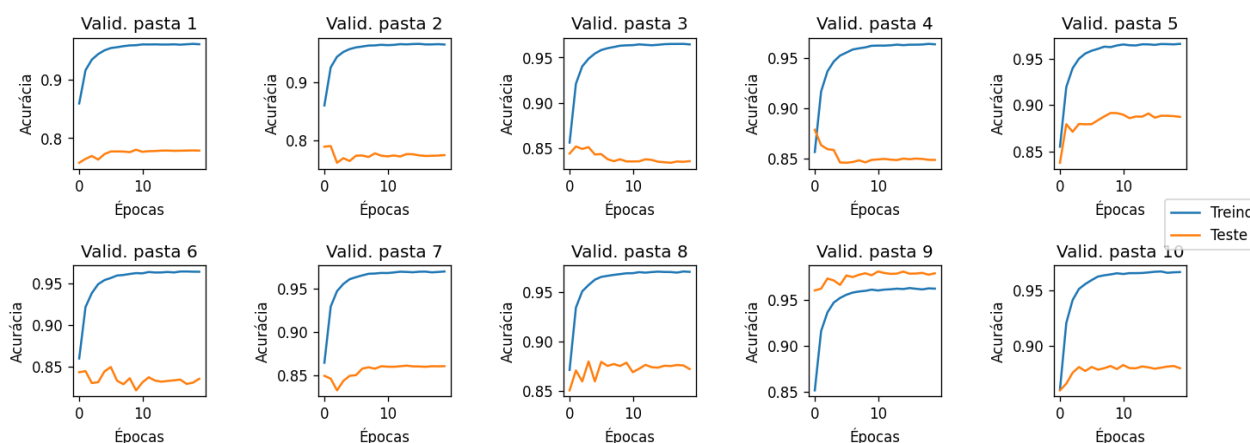 Valid. pasta 1
Valid. pasta 2
Valid. pasta 3
Valid. pasta 4
Valid. pasta 5
Acurácia
0.9
0.8
0
10
Épocas
Acurácia
0.9
0.8
0
10
Épocas
Acurácia
0.95
0.90
0.85
0
10
Épocas
Acurácia
0.95
0.90
0.85
0
10
Épocas
Acurácia
0.95
0.90
0.85
0
10
Épocas
Treino
Teste
Valid. pasta 6
Valid. pasta 7
Valid. pasta 8
Valid. pasta 9
Valid. pasta 10
Acurácia
0.95
0.90
0.85
0
10
Épocas
Acurácia
0.95
0.90
0.85
0
10
Épocas
Acurácia
0.95
0.90
0.85
0
10
Épocas
Acurácia
0.95
0.90
0.85
0
10
Épocas
Acurácia
0.95
0.90
0
10
Épocas